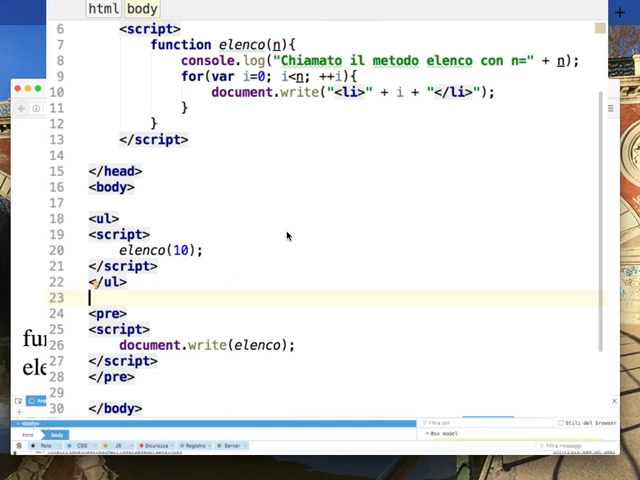 html body
6 <script>
7 function elenco(n){
8 console.log("Chiamato il metodo elenco con n=" + n);
9 for(var i=0; i<n; ++i){
10 document.write("<li>" + i + "</li>");
11 }
12 }
13 </script>
14
15 </head>
16 <body>
17
18 <ul>
19 <script>
20 elenco(10);
21 </script>
22 </ul>
23
24 <pre>
25 <script>
26 document.write(elenco);
27 </script>
28 </pre>
29
30 </body>
fun
ele
<body>
html body
Rete CSS JS Sicurezza Registro Server
Filtra stili
Stili del browser
Box model
Filtra messaggi